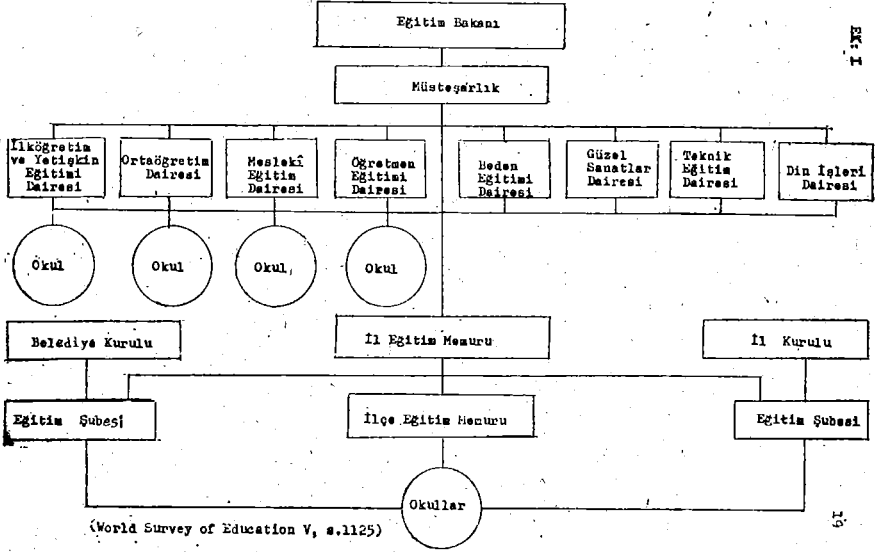 EK: I
Eğitim Bakanı
Müsteşarlık
İlköğretim
ve Yetişkin
Eğitimi
Dairesi
Ortaöğretim
Dairesi
Meslekî
Eğitim
Dairesi
Öğretmen
Eğitimi
Dairesi
Beden
Eğitimi
Dairesi
Güzel
Sanatlar
Dairesi
Teknik
Eğitim
Dairesi
Din İşleri
Dairesi
Okul
Okul
Okul
Okul
Belediye Kurulu
İl Eğitim Memuru
İl Kurulu
Eğitim Şubesi
İlçe Eğitim Memuru
Eğitim Şubesi
Okullar
(World Survey of Education V, s.1125)
19